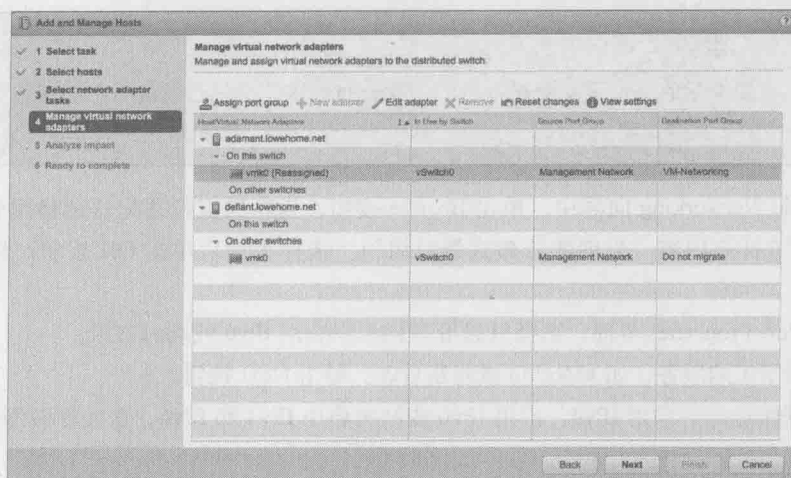 Add and Manage Hosts
?
1 Select task
2 Select hosts
3 Select network adapter
tasks
4 Manage virtual network
adapters
5 Analyze impact
6 Ready to complete
Manage virtual network adapters
Manage and assign virtual network adapters to the distributed switch.
Assign port group New adapter Edit adapter Remove Reset changes View settings
Host/Virtual Network Adapters 1 ▲ In Use by Switch Source Port Group Destination Port Group
adamant.lowehome.net
On this switch
vmk0 (Reassigned) vSwitch0 Management Network VM-Networking
On other switches
defiant.lowehome.net
On this switch
On other switches
vmk0 vSwitch0 Management Network Do not migrate
Back Next Finish Cancel